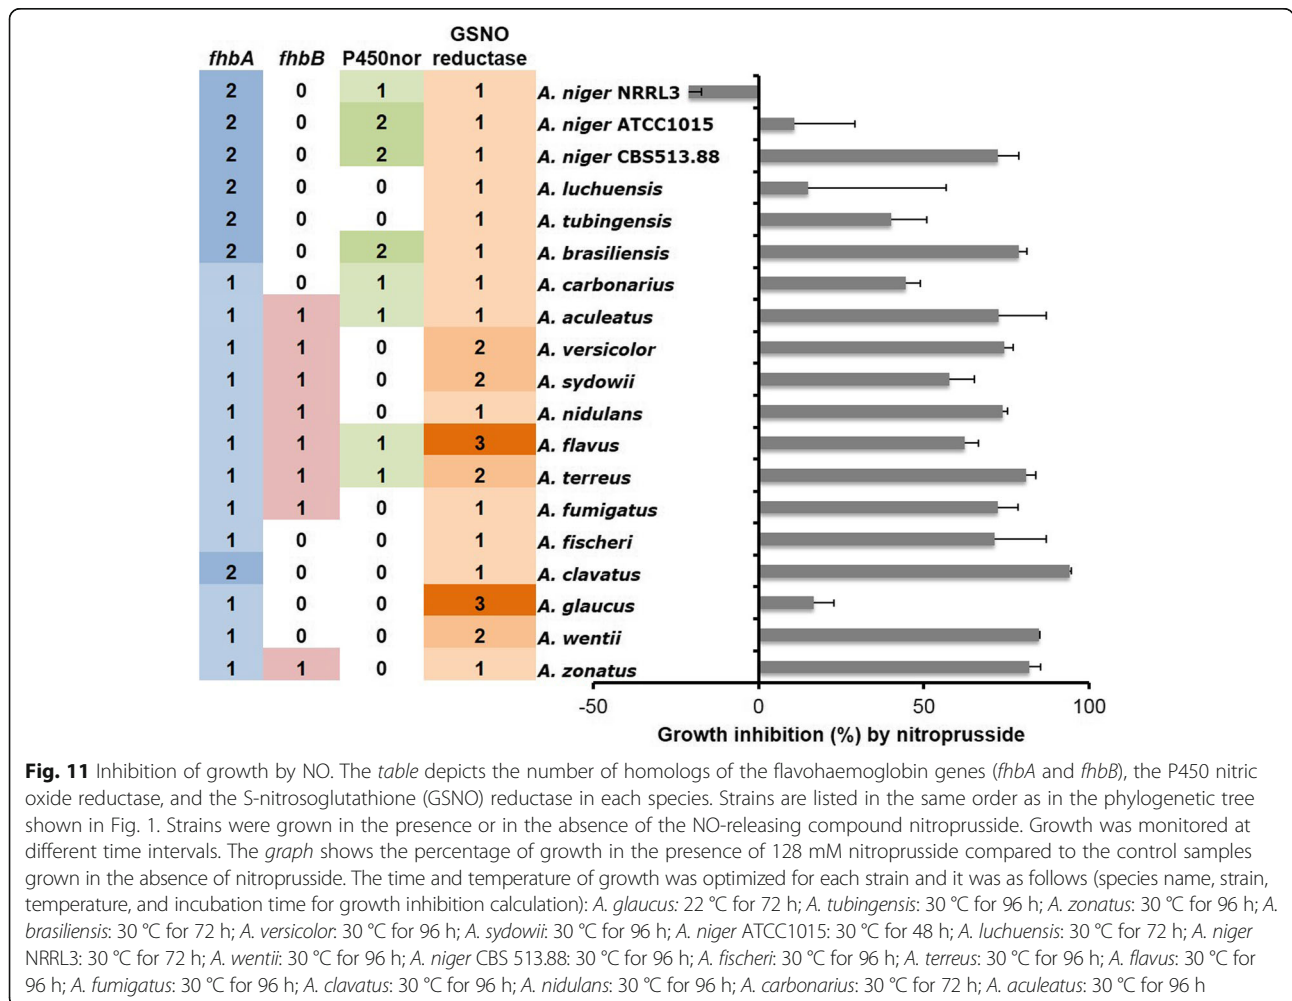 GSNO
fhbA fhbB P450nor reductase
2 0 1 1 A. niger NRRL3
2 0 2 1 A. niger ATCC1015
2 0 2 1 A. niger CBS513.88
2 0 0 1 A. luchuensis
2 0 0 1 A. tubingensis
2 0 2 1 A. brasiliensis
1 0 1 1 A. carbonarius
1 1 1 1 A. aculeatus
1 1 0 2 A. versicolor
1 1 0 2 A. sydowii
1 1 0 1 A. nidulans
1 1 1 3 A. flavus
1 1 1 2 A. terreus
1 1 0 1 A. fumigatus
1 0 0 1 A. fischeri
2 0 0 1 A. clavatus
1 0 0 3 A. glaucus
1 0 0 2 A. wentii
1 1 0 1 A. zonatus
-50 0 50 100
Growth inhibition (%) by nitroprusside
Fig. 11 Inhibition of growth by NO. The table depicts the number of homologs of the flavohaemoglobin genes (fhbA and fhbB), the P450 nitric
oxide reductase, and the S-nitrosoglutathione (GSNO) reductase in each species. Strains are listed in the same order as in the phylogenetic tree
shown in Fig. 1. Strains were grown in the presence or in the absence of the NO-releasing compound nitroprusside. Growth was monitored at
different time intervals. The graph shows the percentage of growth in the presence of 128 mM nitroprusside compared to the control samples
grown in the absence of nitroprusside. The time and temperature of growth was optimized for each strain and it was as follows (species name, strain,
temperature, and incubation time for growth inhibition calculation): A. glaucus: 22 °C for 72 h; A. tubingensis: 30 °C for 96 h; A. zonatus: 30 °C for 96 h; A.
brasiliensis: 30 °C for 72 h; A. versicolor: 30 °C for 96 h; A. sydowii: 30 °C for 96 h; A. niger ATCC1015: 30 °C for 48 h; A. luchuensis: 30 °C for 72 h; A. niger
NRRL3: 30 °C for 72 h; A. wentii: 30 °C for 96 h; A. niger CBS 513.88: 30 °C for 96 h; A. fischeri: 30 °C for 96 h; A. terreus: 30 °C for 96 h; A. flavus: 30 °C for
96 h; A. fumigatus: 30 °C for 96 h; A. clavatus: 30 °C for 96 h; A. nidulans: 30 °C for 96 h; A. carbonarius: 30 °C for 72 h; A. aculeatus: 30 °C for 96 h